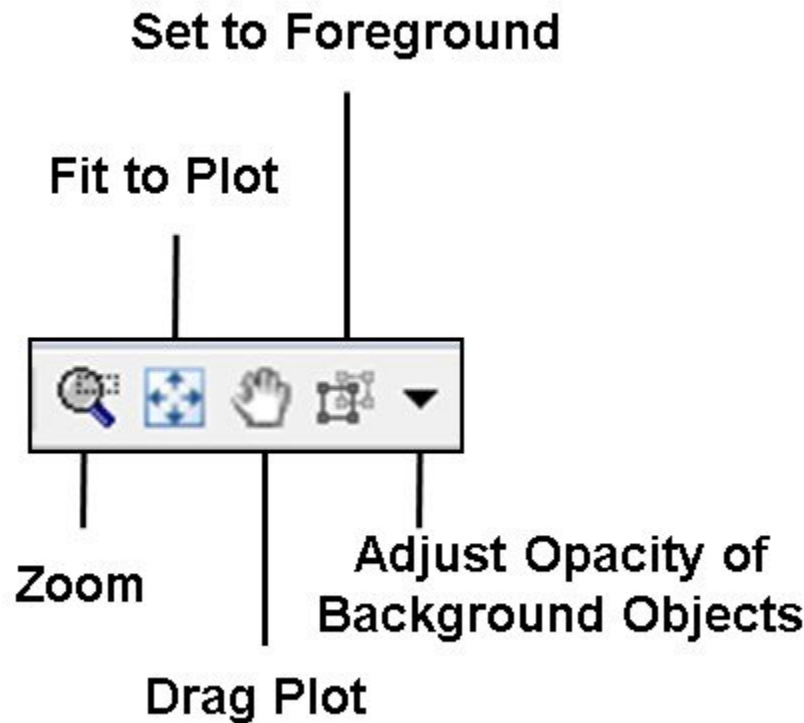 Set to Foreground
Fit to Plot
Zoom
Adjust Opacity of
Background Objects
Drag Plot